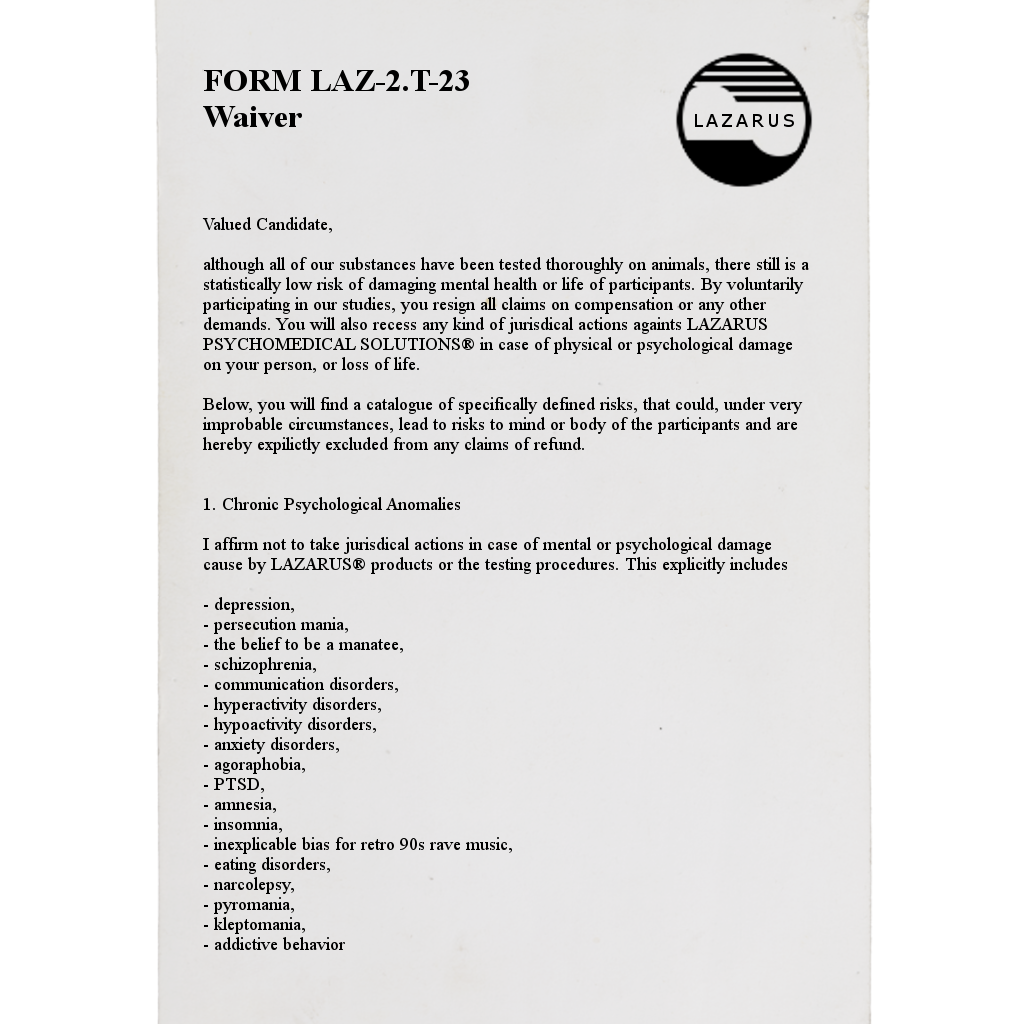 FORM LAZ-2.T-23
Waiver
LAZARUS
Valued Candidate,
although all of our substances have been tested thoroughly on animals, there still is a
statistically low risk of damaging mental health or life of participants. By voluntarily
participating in our studies, you resign all claims on compensation or any other
demands. You will also recess any kind of jurisdical actions againts LAZARUS
PSYCHOMEDICAL SOLUTIONS® in case of physical or psychological damage
on your person, or loss of life.
Below, you will find a catalogue of specifically defined risks, that could, under very
improbable circumstances, lead to risks to mind or body of the participants and are
hereby expilictly excluded from any claims of refund.
1. Chronic Psychological Anomalies
I affirm not to take jurisdical actions in case of mental or psychological damage
cause by LAZARUS® products or the testing procedures. This explicitly includes
- depression,
- persecution mania,
- the belief to be a manatee,
- schizophrenia,
- communication disorders,
- hyperactivity disorders,
- hypoactivity disorders,
- anxiety disorders,
- agoraphobia,
- PTSD,
- amnesia,
- insomnia,
- inexplicable bias for retro 90s rave music,
- eating disorders,
- narcolepsy,
- pyromania,
- kleptomania,
- addictive behavior